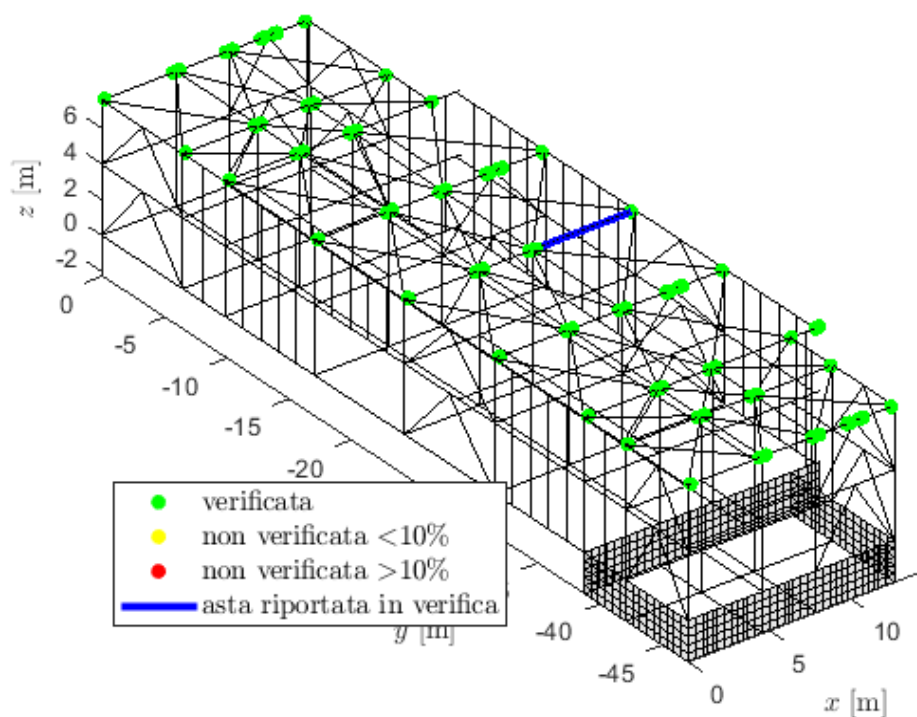 6
4
2
0
-2
z [m]
0
-5
-10
-15
-20
-40
-45
y [m]
0
5
10
x [m]
verificata
non verificata <10%
non verificata >10%
asta riportata in verifica